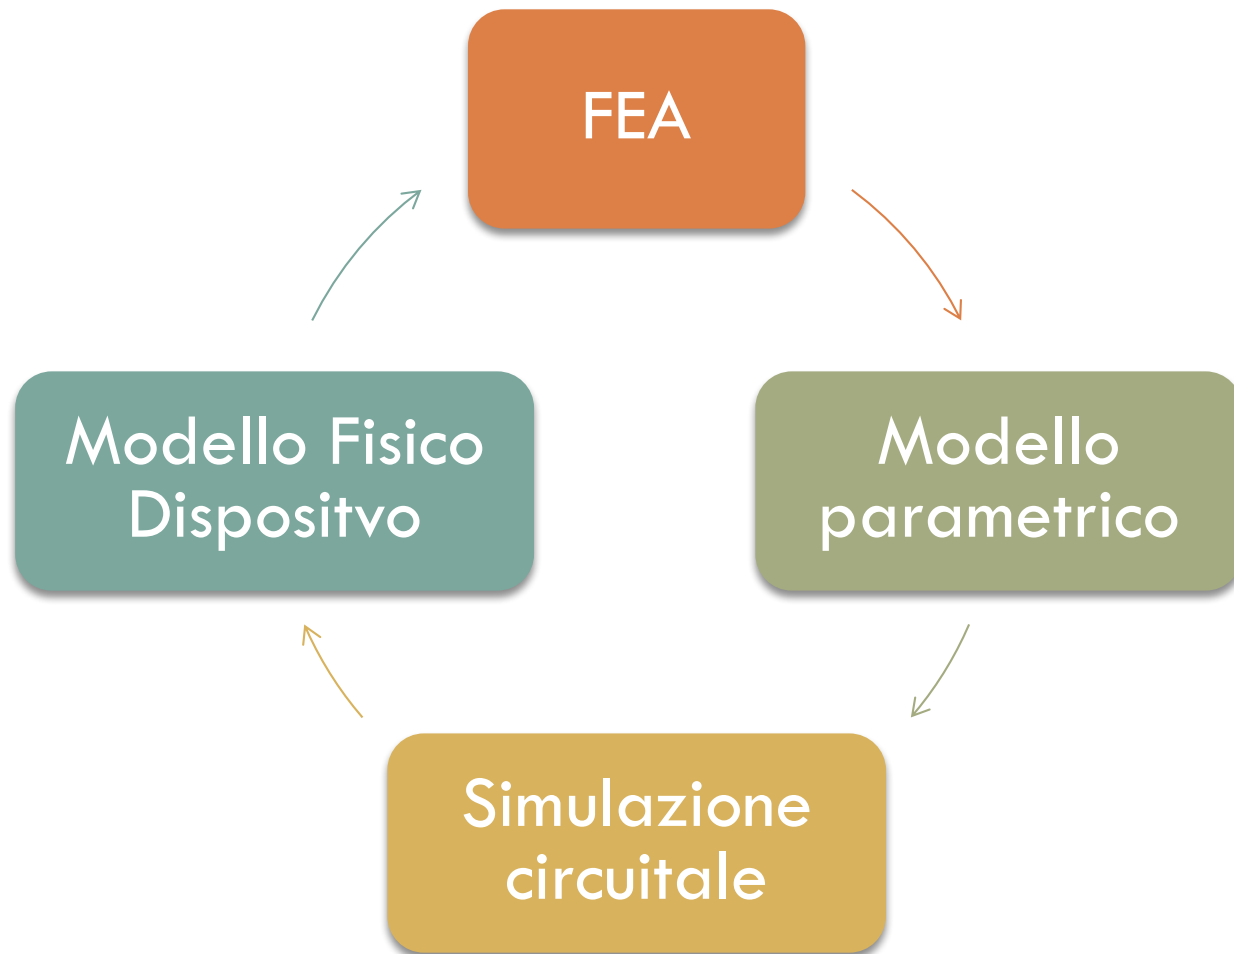 FEA
Modello Fisico
Dispositvo
Modello
parametrico
Simulazione
circuitale